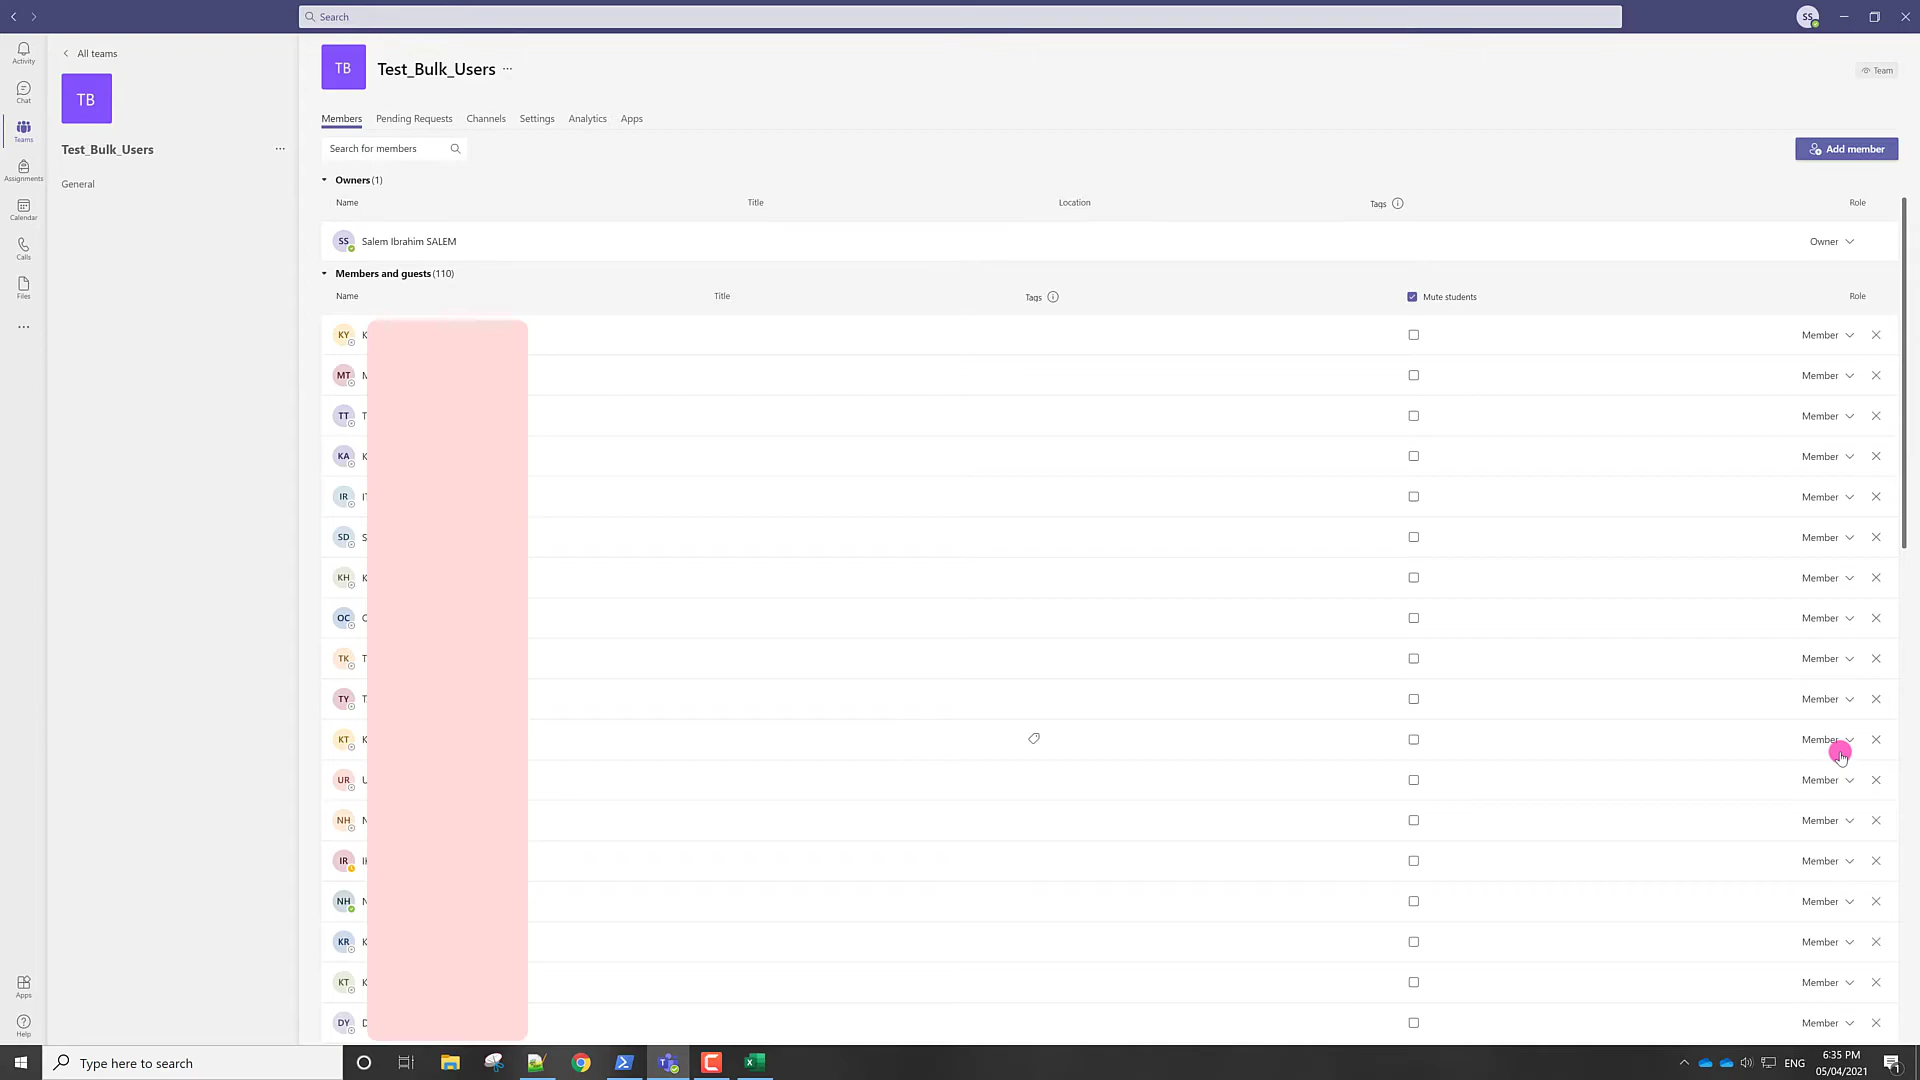 Search
SS
Activity
Chat
Teams
Assignments
Calendar
Calls
Files
Apps
Help
All teams
TB
Test_Bulk_Users
General
TB
Test_Bulk_Users
Team
Members Pending Requests Channels Settings Analytics Apps
Search for members
Add member
Owners (1)
Name Title Location Tags Role
SS Salem Ibrahim SALEM Owner
Members and guests (110)
Name Title Tags Mute students Role
KY K Member
MT M Member
TT T Member
KA K Member
IR IT Member
SD S Member
KH K Member
OC O Member
TK T Member
TY T Member
KT K Member
UR U Member
NH N Member
IR Member
NH N Member
KR K Member
KT K Member
DY D Member
Type here to search
ENG
6:35 PM
05/04/2021
1